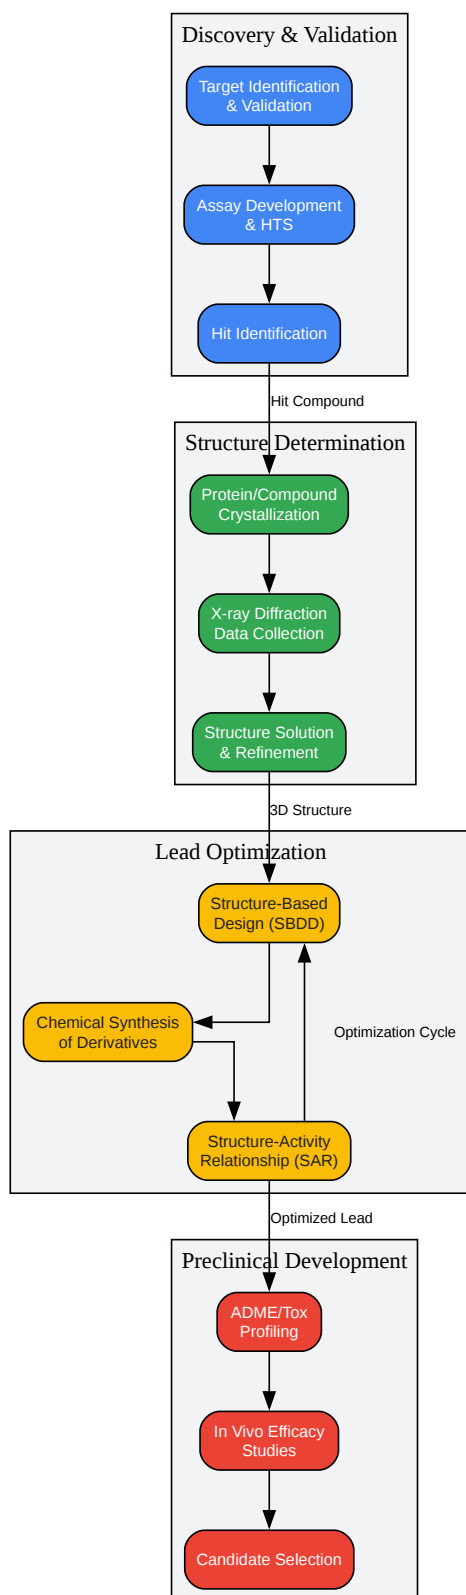 Discovery & Validation
Target Identification
& Validation
Assay Development
& HTS
Hit Identification
Hit Compound
Structure Determination
Protein/Compound
Crystallization
X-ray Diffraction
Data Collection
Structure Solution
& Refinement
3D Structure
Lead Optimization
Structure-Based
Design (SBDD)
Chemical Synthesis
of Derivatives
Optimization Cycle
Structure-Activity
Relationship (SAR)
Optimized Lead
Preclinical Development
ADME/Tox
Profiling
In Vivo Efficacy
Studies
Candidate Selection